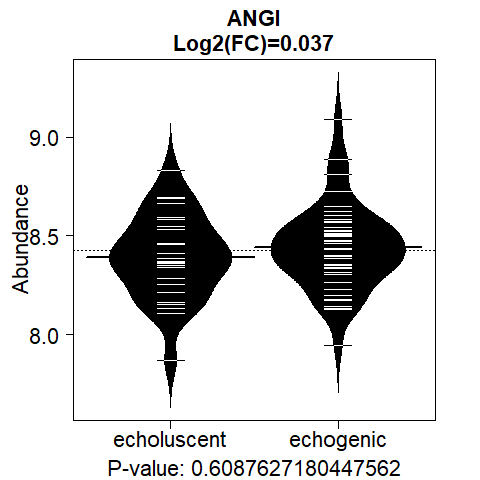 ANGI
Log2(FC)=0.037
Abundance
9.0
8.5
8.0
echoluscent echogenic
P-value: 0.6087627180447562